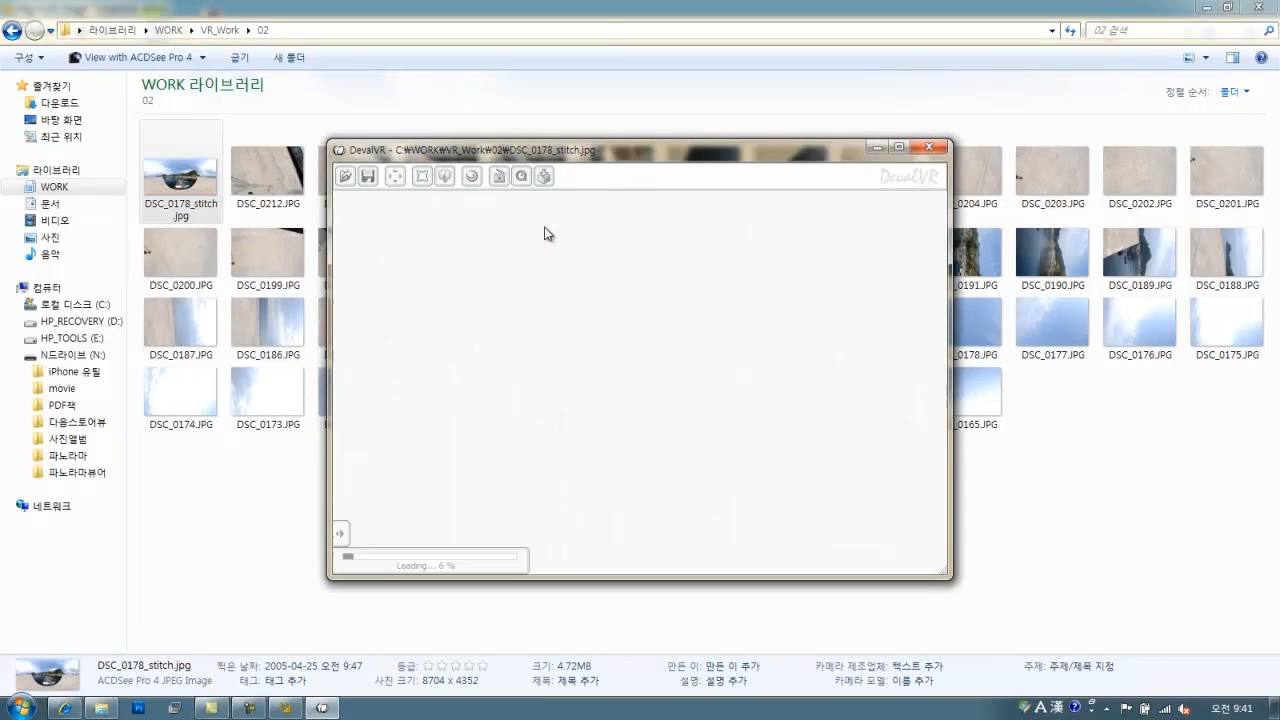 라이브러리 ▸ WORK ▸ VR_Work ▸ 02
02 검색
구성 View with ACDSee Pro 4 굽기 새 폴더
즐겨찾기
다운로드
바탕 화면
최근 위치
라이브러리
WORK
문서
비디오
사진
음악
컴퓨터
로컬 디스크 (C:)
HP_RECOVERY (D:)
HP_TOOLS (E:)
N드라이브 (N:)
iPhone 유틸
movie
PDF책
다음스토어뷰
사진앨범
파노라마
파노라마뷰어
네트워크
WORK 라이브러리
02
정렬 순서: 폴더
DSC_0178_stitch
.jpg
DSC_0212.JPG
_0204.JPG DSC_0203.JPG DSC_0202.JPG DSC_0201.JPG
DSC_0200.JPG DSC_0199.JPG
_0191.JPG DSC_0190.JPG DSC_0189.JPG DSC_0188.JPG
DSC_0187.JPG DSC_0186.JPG
_0178.JPG DSC_0177.JPG DSC_0176.JPG DSC_0175.JPG
DSC_0174.JPG DSC_0173.JPG
_0165.JPG
DevalVR - C:₩WORK₩VR_Work₩02₩DSC_0178_stitch.jpg
DevalVR
Loading... 6 %
DSC_0178_stitch.jpg 찍은 날짜: 2005-04-25 오전 9:47 등급: 크기: 4.72MB 만든 이: 만든 이 추가 카메라 제조업체: 텍스트 추가 주제: 주제/제목 지정
ACDSee Pro 4 JPEG Image 태그: 태그 추가 사진 크기: 8704 x 4352 제목: 제목 추가 설명: 설명 추가 카메라 모델: 이름 추가
A 漢 오전 9:41